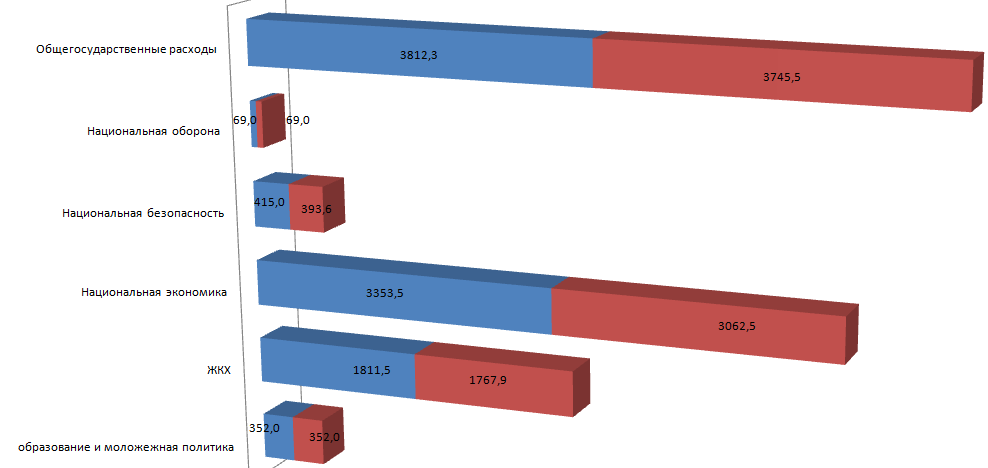 Общегосударственные расходы
3812,3
3745,5
Национальная оборона
69,0
69,0
Национальная безопасность
415,0
393,6
Национальная экономика
3353,5
3062,5
ЖКХ
1811,5
1767,9
образование и моложежная политика
352,0
352,0